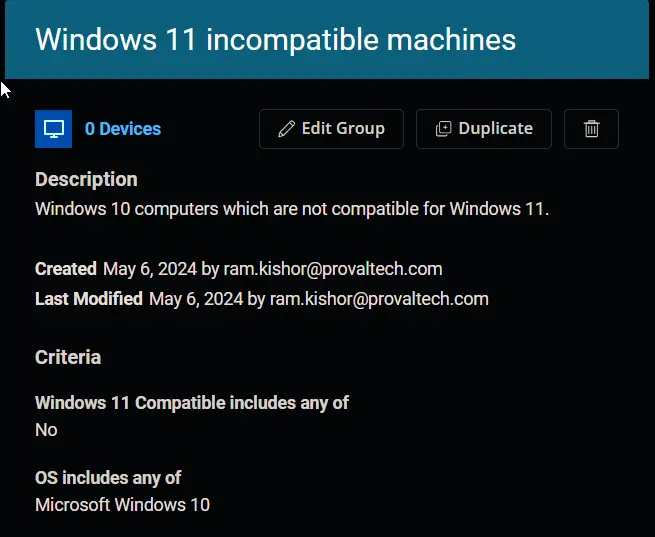 Windows 11 incompatible machines
0 Devices Edit Group Duplicate
Description
Windows 10 computers which are not compatible for Windows 11.
Created May 6, 2024 by ram.kishor@provaltech.com
Last Modified May 6, 2024 by ram.kishor@provaltech.com
Criteria
Windows 11 Compatible includes any of
No
OS includes any of
Microsoft Windows 10